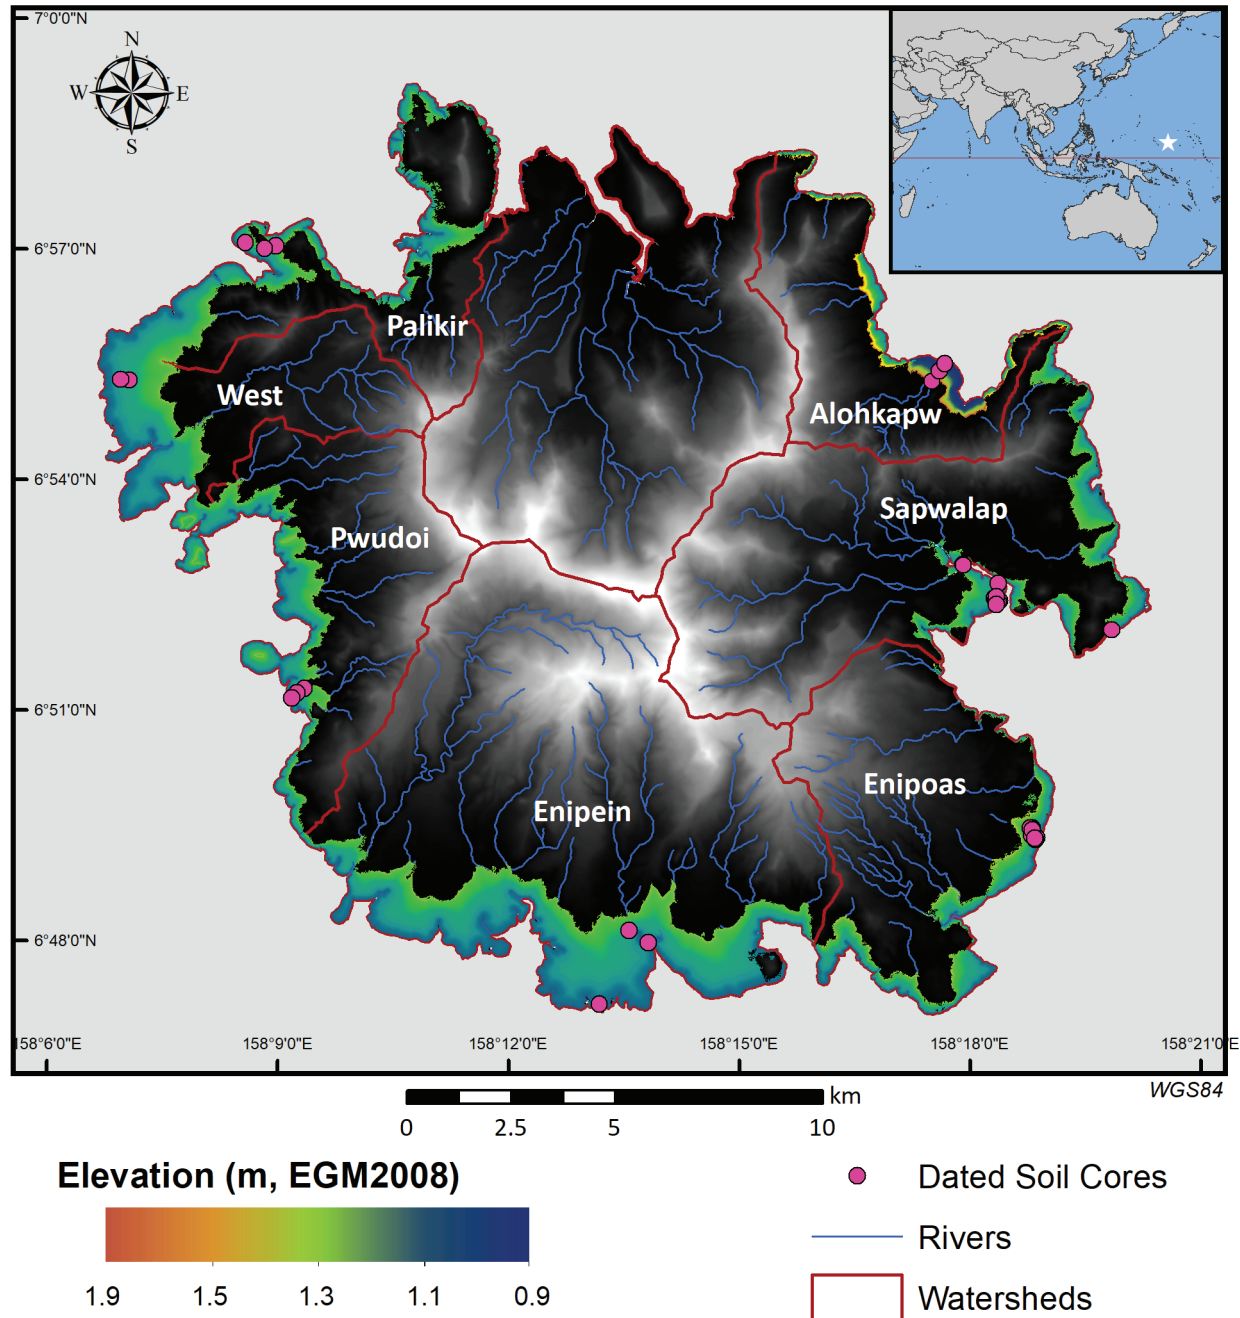 7°0'0"N
N
W
E
S
6°57'0"N
Palikir
West
Alohkapw
6°54'0"N
Sapwalap
Pwudoi
6°51'0"N
Enipoas
Enipein
6°48'0"N
158°6'0"E
158°9'0"E
158°12'0"E
158°15'0"E
158°18'0"E
158°21'0"E
WGS84
km
0
2.5
5
10
Elevation (m, EGM2008)
1.9
1.5
1.3
1.1
0.9
Dated Soil Cores
Rivers
Watersheds